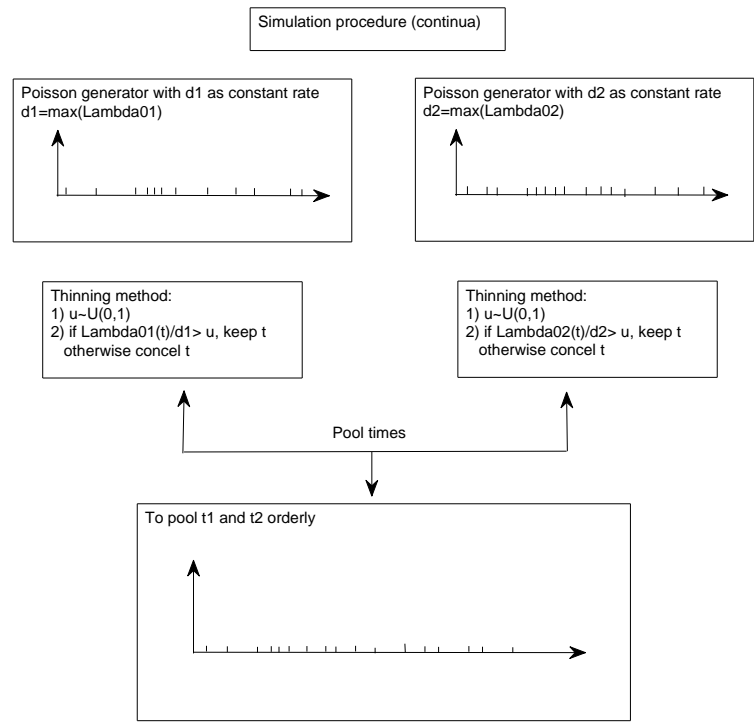 Simulation procedure (continua)
Poisson generator with d1 as constant rate
d1=max(Lambda01)
Poisson generator with d2 as constant rate
d2=max(Lambda02)
Thinning method:
1) u~U(0,1)
2) if Lambda01(t)/d1> u, keep t
otherwise concel t
Thinning method:
1) u~U(0,1)
2) if Lambda02(t)/d2> u, keep t
otherwise concel t
Pool times
To pool t1 and t2 orderly